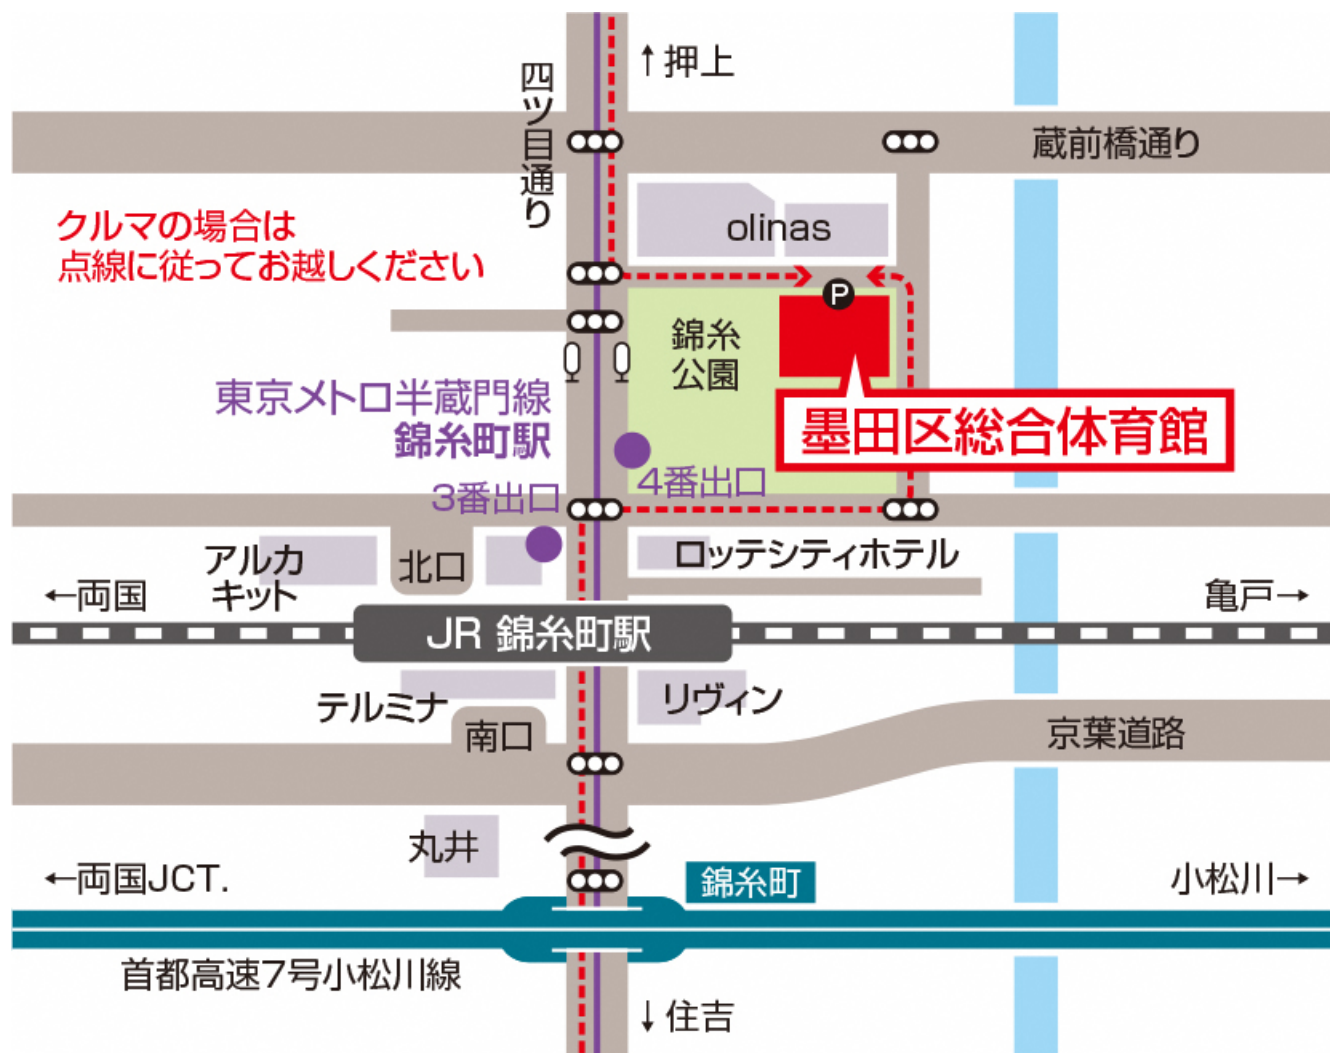 ↑押上
四ツ目通り
蔵前橋通り
クルマの場合は
点線に従ってお越しください
olinas
P
錦糸
公園
東京メトロ半蔵門線
錦糸町駅
墨田区総合体育館
3番出口
4番出口
アルカ
キット
北口
ロッテシティホテル
←両国
亀戸→
JR 錦糸町駅
テルミナ
リヴィン
南口
京葉道路
丸井
←両国JCT.
錦糸町
小松川→
首都高速7号小松川線
↓住吉